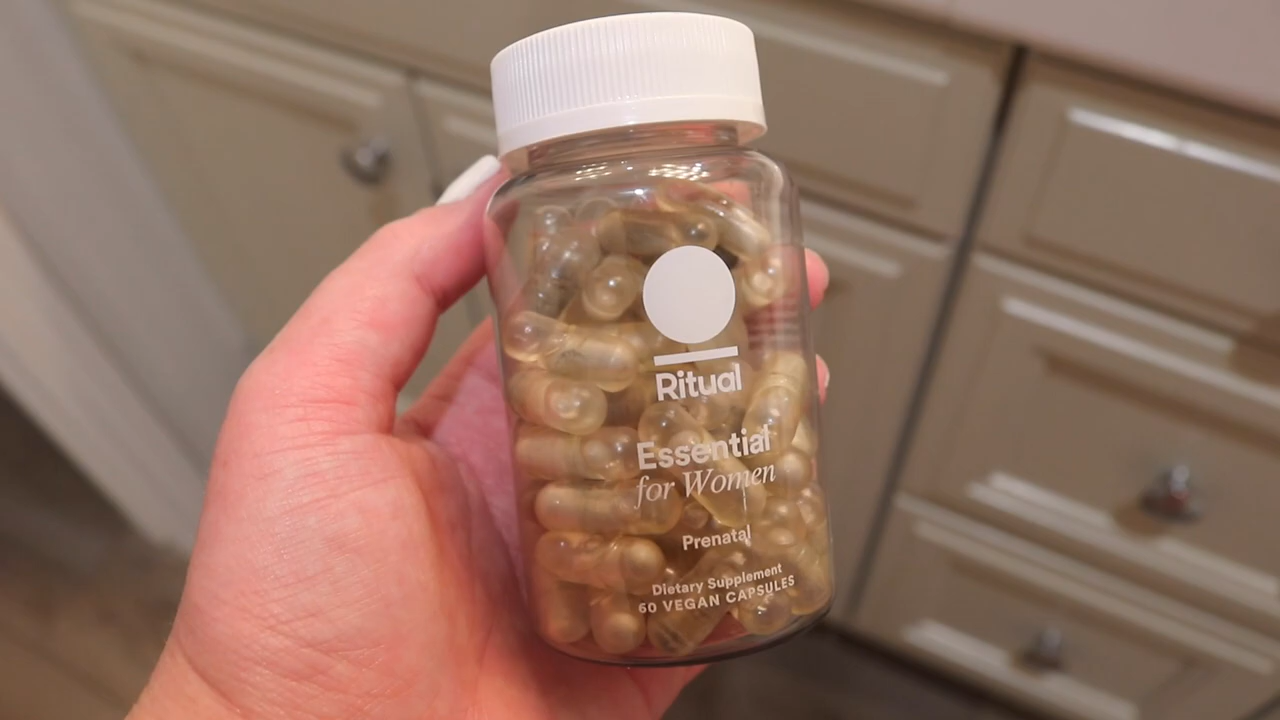 Ritual
Essential
for Women
Prenatal
Dietary Supplement
60 VEGAN CAPSULES